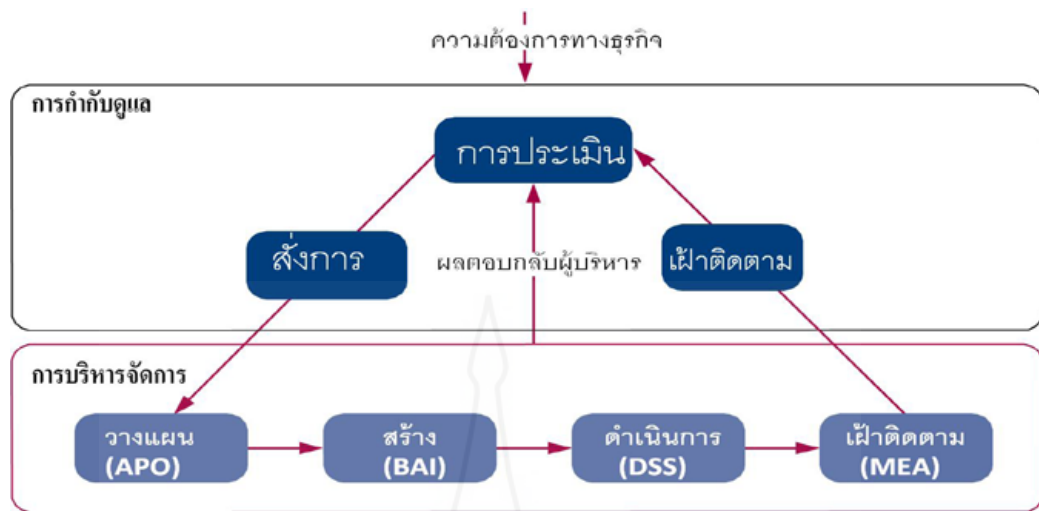 ความต้องการทางธุรกิจ
การกำกับดูแล
การประเมิน
สั่งการ
ผลตอบกลับผู้บริหาร
เฝ้าติดตาม
การบริหารจัดการ
วางแผน
(APO)
สร้าง
(BAI)
ดำเนินการ
(DSS)
เฝ้าติดตาม
(MEA)